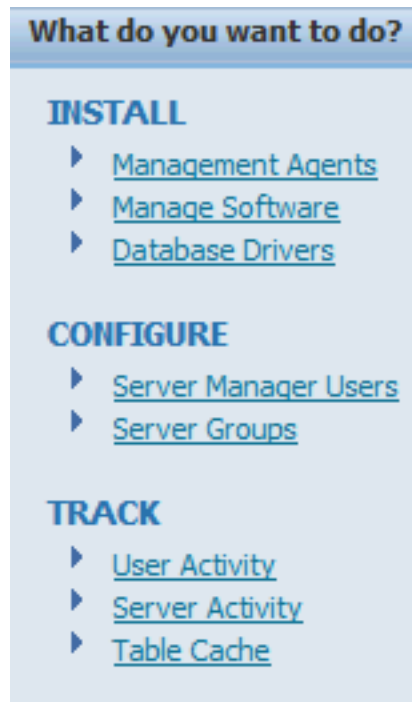 What do you want to do?
INSTALL
Management Agents
Manage Software
Database Drivers
CONFIGURE
Server Manager Users
Server Groups
TRACK
User Activity
Server Activity
Table Cache